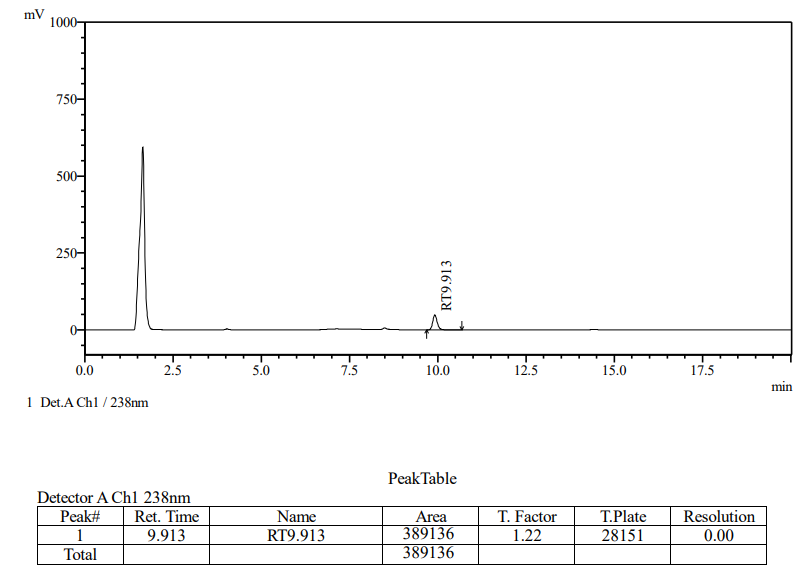 mV
1000
750
500
250
0
RT9.913
0.0 2.5 5.0 7.5 10.0 12.5 15.0 17.5
min
1 Det.A Ch1 / 238nm
PeakTable
Detector A Ch1 238nm
Peak# Ret. Time Name Area T. Factor T.Plate Resolution
1 9.913 RT9.913 389136 1.22 28151 0.00
Total 389136